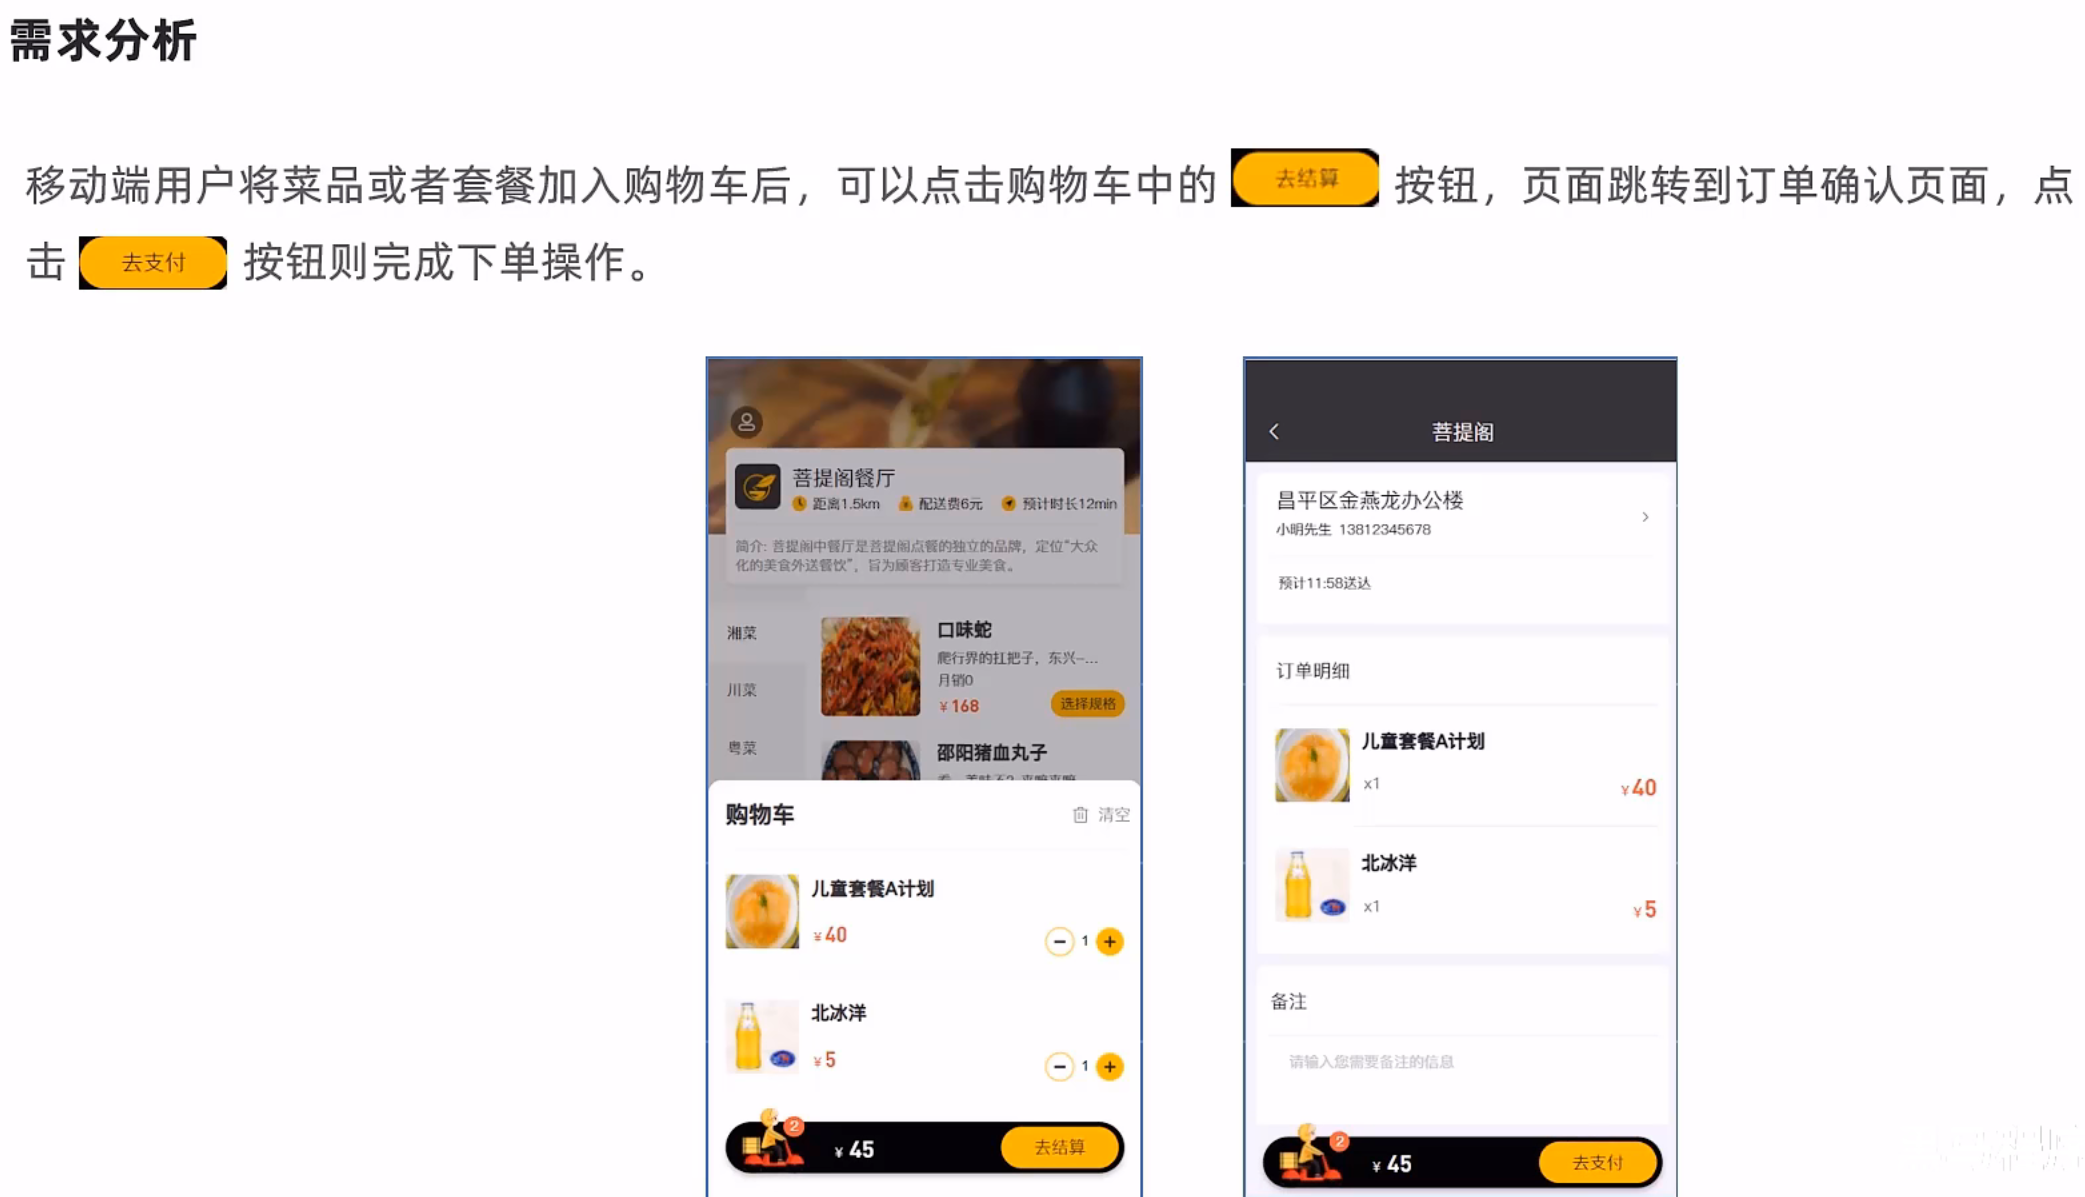 需求分析
移动端用户将菜品或者套餐加入购物车后，可以点击购物车中的 去结算 按钮，页面跳转到订单确认页面，点
击 去支付 按钮则完成下单操作。
菩提阁餐厅
距离1.5km 配送费6元 预计时长12min
简介: 菩提阁中餐厅是菩提阁点餐的独立的品牌，定位“大众
化的美食外送餐饮”，旨为顾客打造专业美食。
湘菜
川菜
粤菜
口味蛇
爬行界的扛把子，东兴-...
月销0
¥168
选择规格
邵阳猪血丸子
购物车
清空
儿童套餐A计划
¥40
1
北冰洋
¥5
1
2
¥45
去结算
菩提阁
昌平区金燕龙办公楼
小明先生 13812345678
预计11:58送达
订单明细
儿童套餐A计划
x1
¥40
北冰洋
x1
¥5
备注
请输入您需要备注的信息
2
¥45
去支付